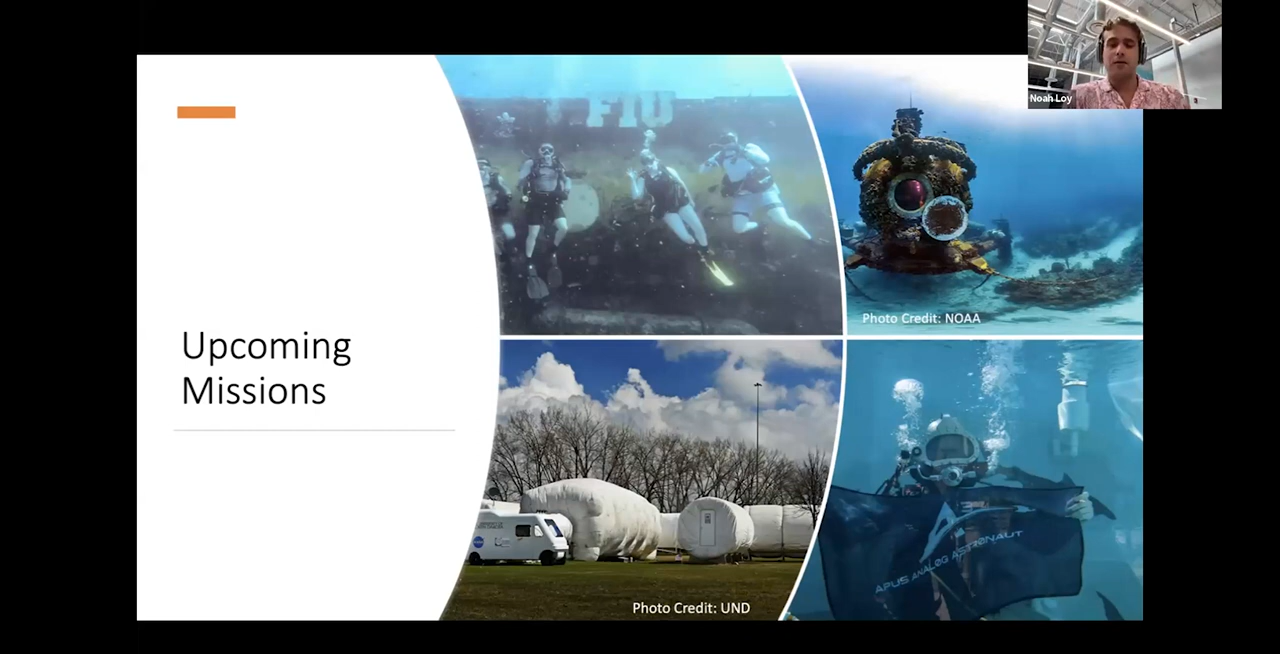 Noah Loy
FIU
Upcoming
Missions
Photo Credit: NOAA
APUS ANALOG ASTRONAUT
Photo Credit: UND